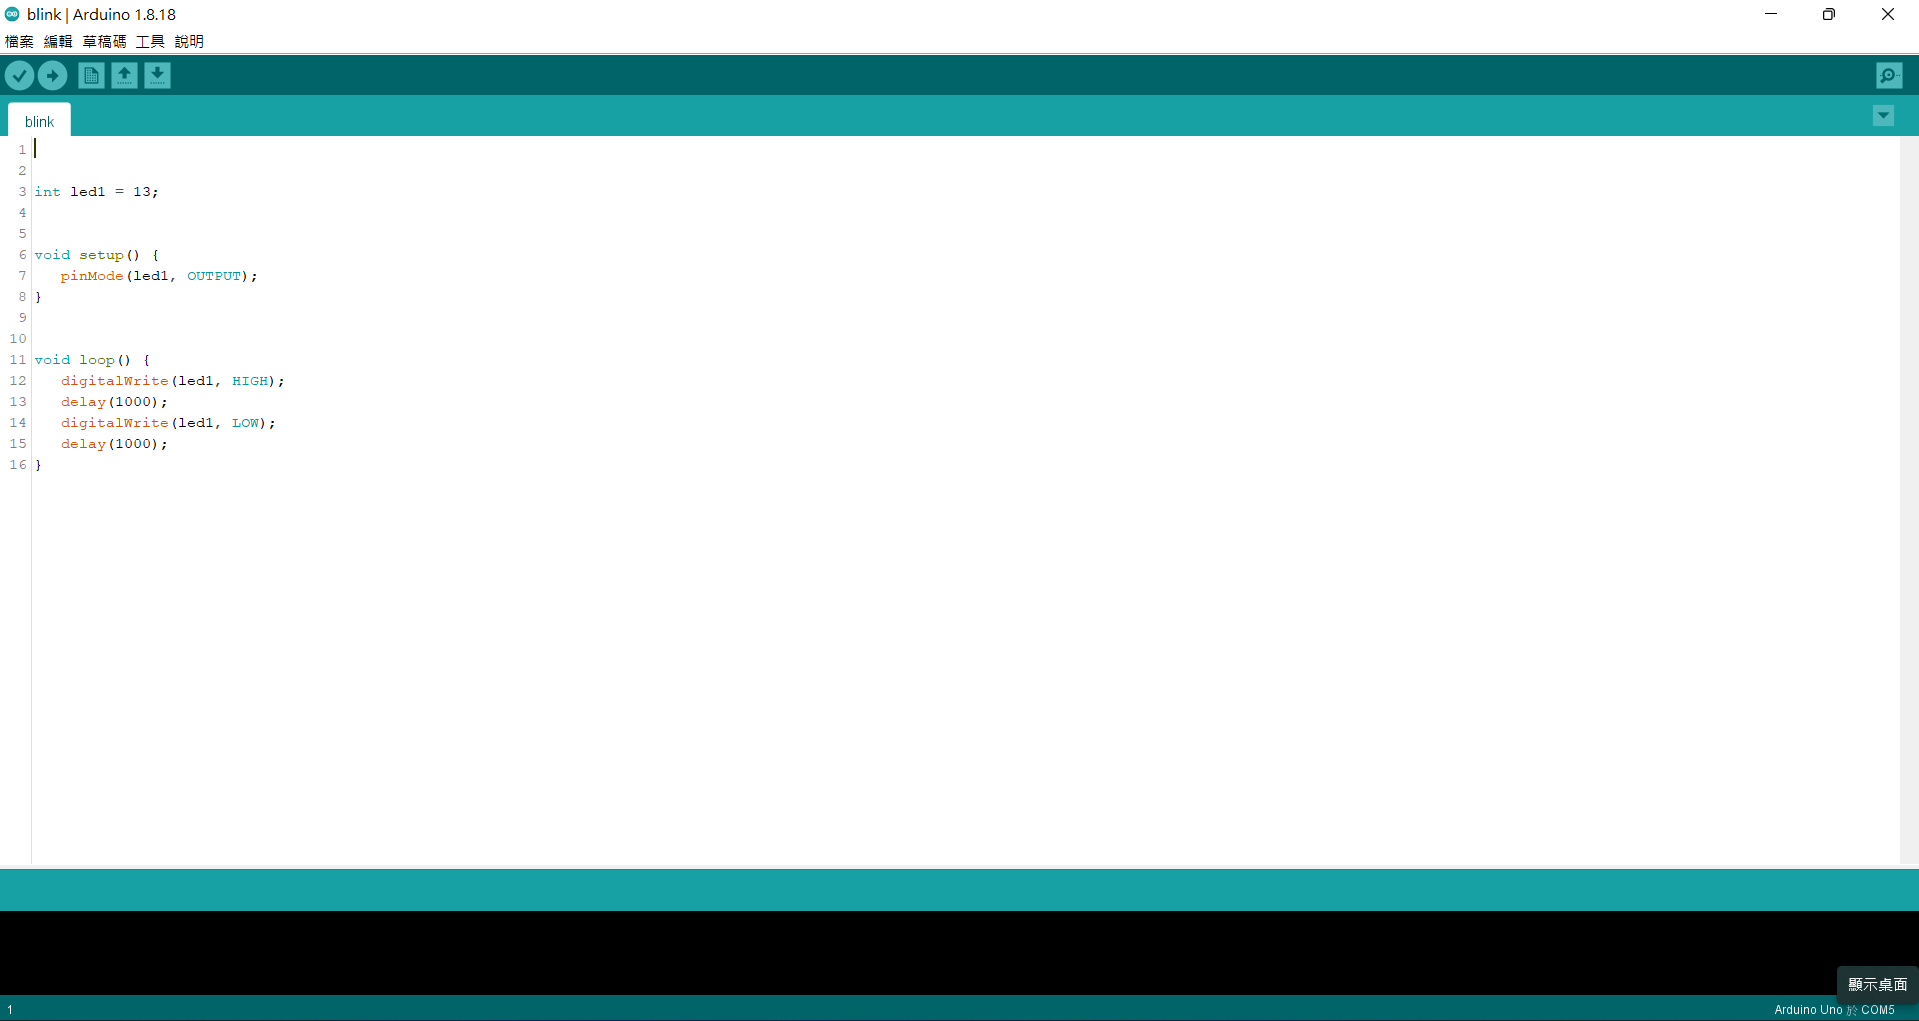 blink | Arduino 1.8.18
檔案 編輯 草稿碼 工具 說明
blink
1
2
3 int led1 = 13;
4
5
6 void setup() {
7    pinMode(led1, OUTPUT);
8 }
9
10
11 void loop() {
12    digitalWrite(led1, HIGH);
13    delay(1000);
14    digitalWrite(led1, LOW);
15    delay(1000);
16 }
顯示桌面
1 Arduino Uno 於 COM5